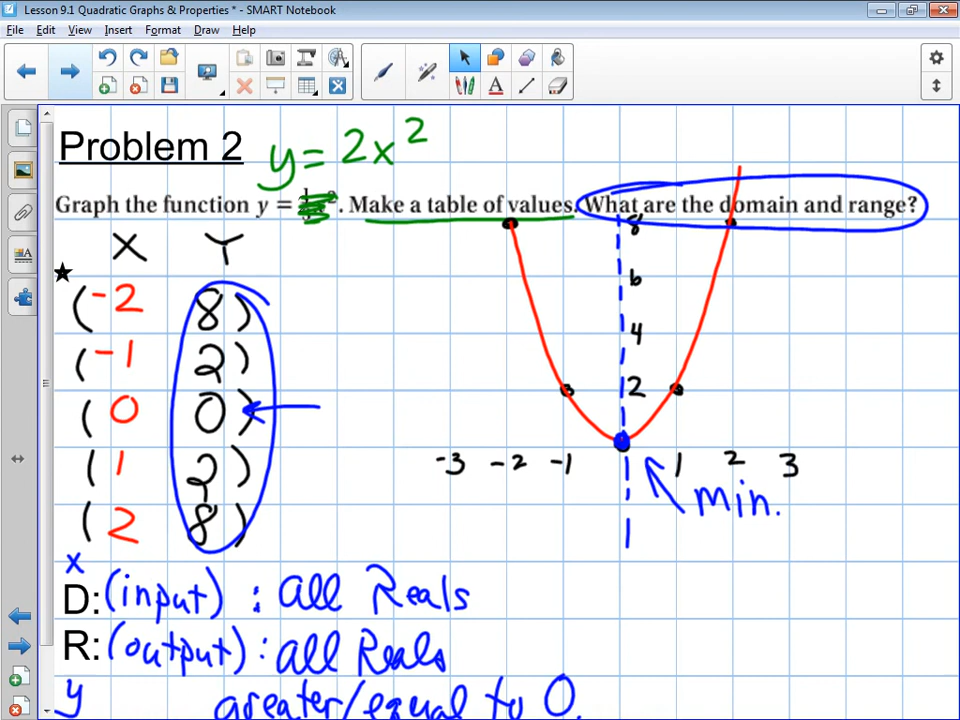 Lesson 9.1 Quadratic Graphs & Properties * - SMART Notebook
File Edit View Insert Format Draw Help
Problem 2 y = 2x²
Graph the function y = . Make a table of values. What are the domain and range?
X Y
(-2 8)
(-1 2)
(0 0)
(1 2)
(2 8)
8
6
4
2
-3 -2 -1 1 2 3
min.
x
D: (input) : all Reals
R: (output) : all Reals
y greater/equal to 0.